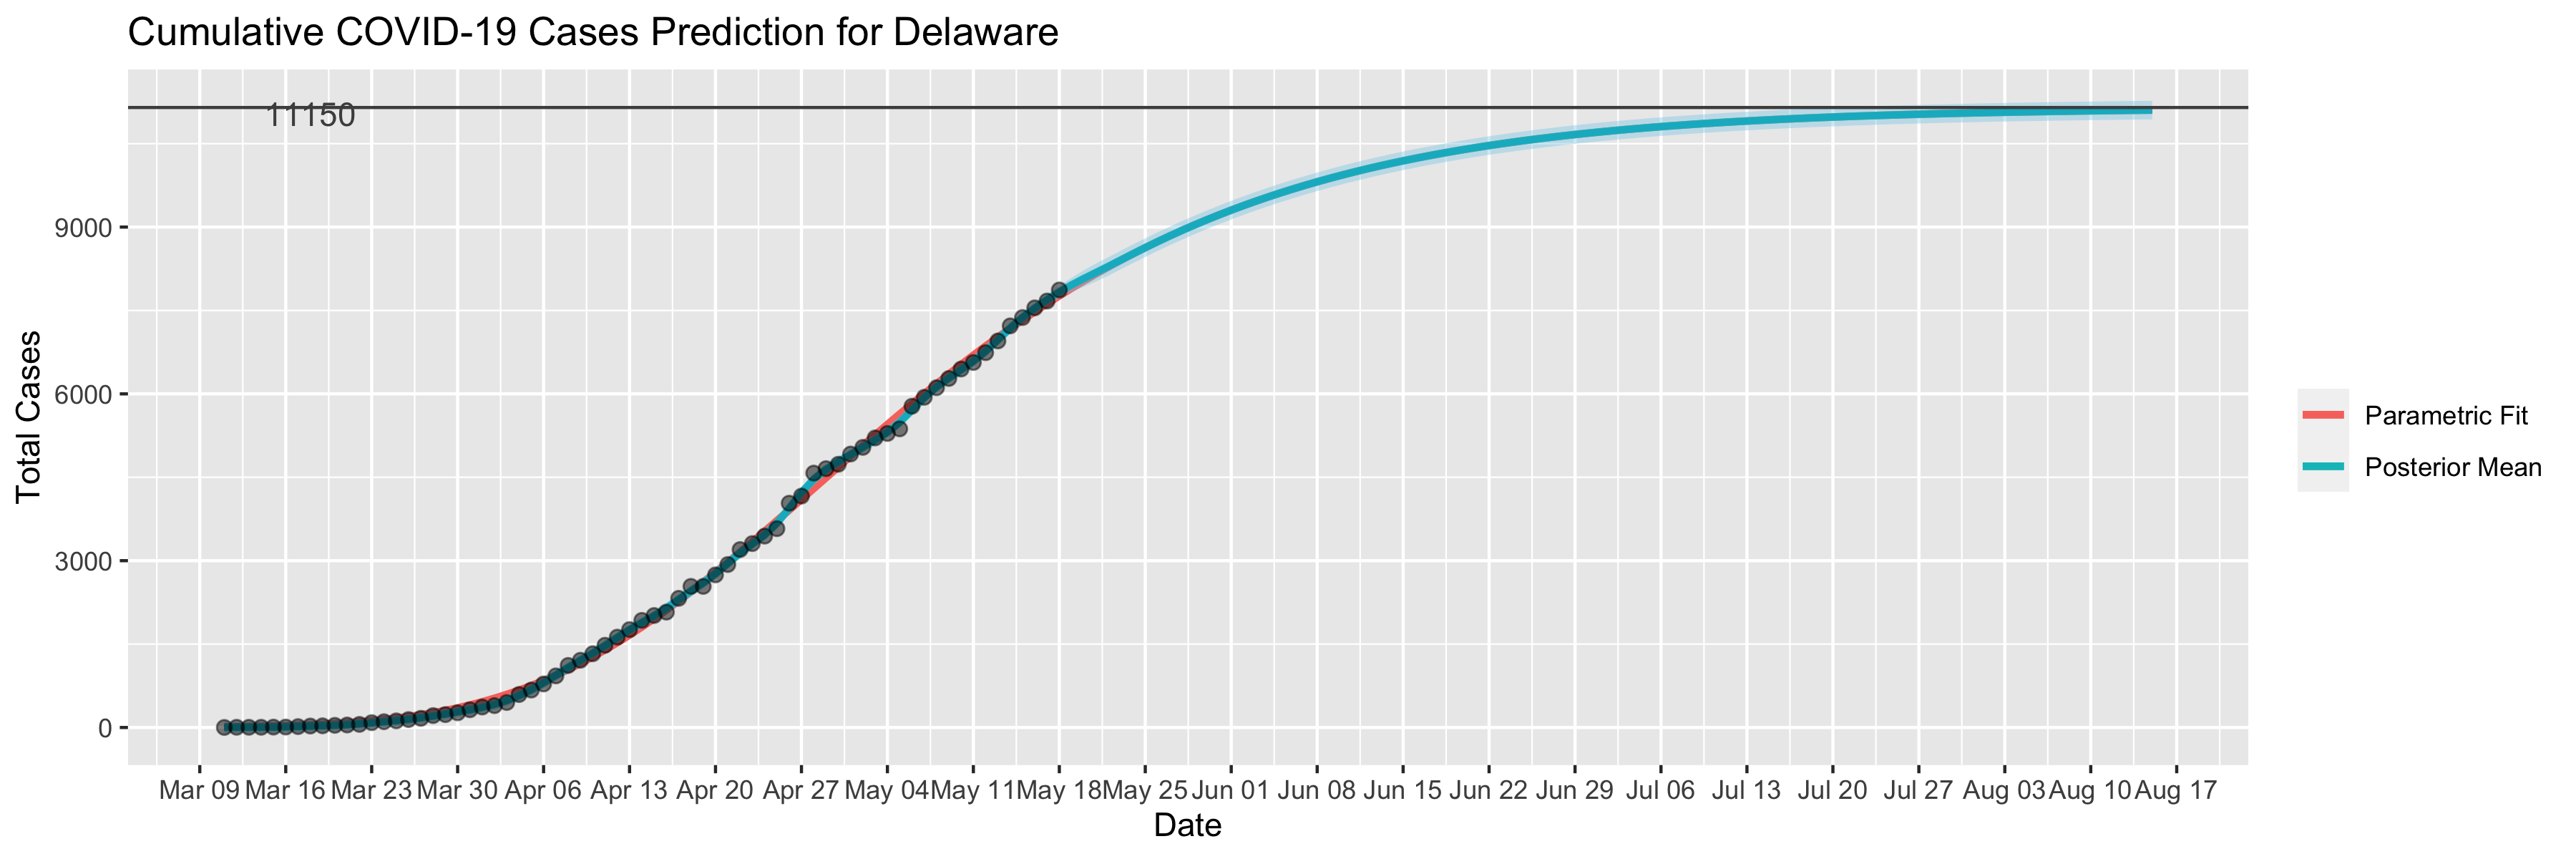 Cumulative COVID-19 Cases Prediction for Delaware
11150
9000
6000
3000
0
Total Cases
Parametric Fit
Posterior Mean
Mar 09 Mar 16 Mar 23 Mar 30 Apr 06 Apr 13 Apr 20 Apr 27 May 04 May 11 May 18 May 25 Jun 01 Jun 08 Jun 15 Jun 22 Jun 29 Jul 06 Jul 13 Jul 20 Jul 27 Aug 03 Aug 10 Aug 17
Date